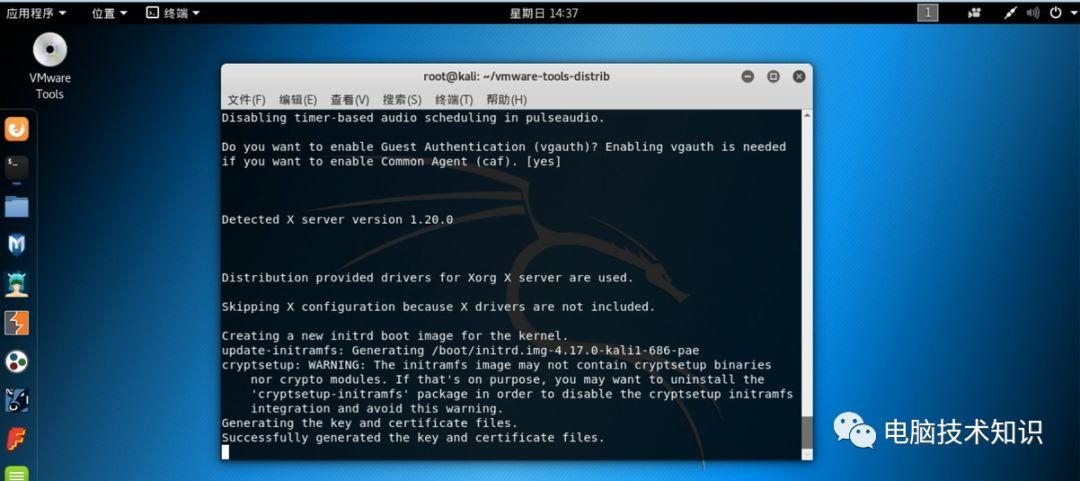 应用程序 位置 终端 星期日 14:37 1
VMware
Tools
root@kali: ~/vmware-tools-distrib
文件(F) 编辑(E) 查看(V) 搜索(S) 终端(T) 帮助(H)
Disabling timer-based audio scheduling in pulseaudio.
Do you want to enable Guest Authentication (vgauth)? Enabling vgauth is needed
if you want to enable Common Agent (caf). [yes]
Detected X server version 1.20.0
Distribution provided drivers for Xorg X server are used.
Skipping X configuration because X drivers are not included.
Creating a new initrd boot image for the kernel.
update-initramfs: Generating /boot/initrd.img-4.17.0-kali1-686-pae
cryptsetup: WARNING: The initramfs image may not contain cryptsetup binaries
nor crypto modules. If that's on purpose, you may want to uninstall the
'cryptsetup-initramfs' package in order to disable the cryptsetup initramfs
integration and avoid this warning.
Generating the key and certificate files.
Successfully generated the key and certificate files.
电脑技术知识